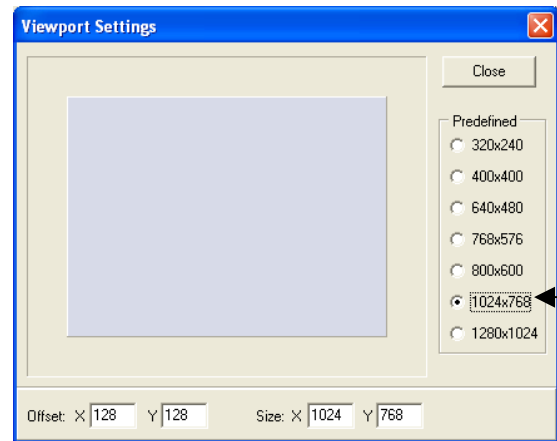 Viewport Settings
Close
Predefined
320x240
400x400
640x480
768x576
800x600
1024x768
1280x1024
Offset: X 128 Y 128 Size: X 1024 Y 768